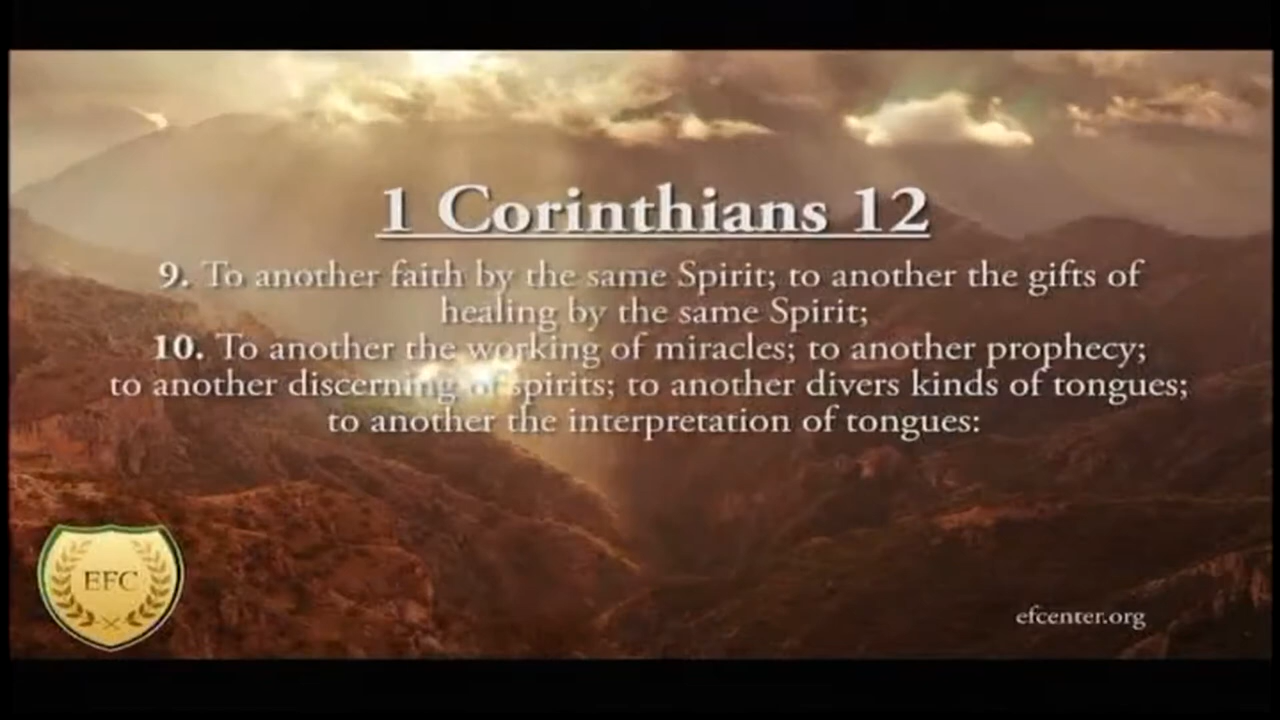 1 Corinthians 12
9. To another faith by the same Spirit; to another the gifts of
healing by the same Spirit;
10. To another the working of miracles; to another prophecy;
to another discerning of spirits; to another divers kinds of tongues;
to another the interpretation of tongues:
EFC
efcenter.org